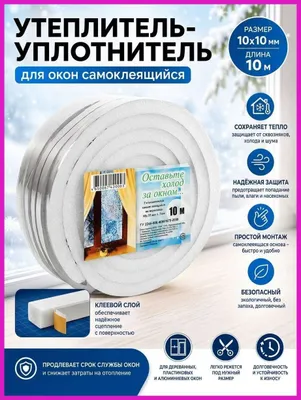 УТЕПЛИТЕЛЬ-
УПЛОТНИТЕЛЬ
для окон самоклеящийся
РАЗМЕР
10х10 мм
ДЛИНА
10 м
СОХРАНЯЕТ ТЕПЛО
защищает от сквозняков,
холода и шума
НАДЁЖНАЯ
ЗАЩИТА
предотвращает попадание
пыли, влаги и насекомых
ПРОСТОЙ МОНТАЖ
самоклеящаяся основа –
быстро и удобно
БЕЗОПАСНЫЙ
экологичный, без
запаха, долговечный
Оставьте
холод
за окном!
10 м
КЛЕЕВОЙ СЛОЙ
обеспечивает
надёжное
сцепление
с поверхностью
ПРОДЛЕВАЕТ СРОК СЛУЖБЫ ОКОН
и снижает затраты на отопление
ДЛЯ ДЕРЕВЯННЫХ,
ПЛАСТИКОВЫХ
И АЛЮМИНИЕВЫХ ОКОН
ЛЕГКО РЕЖЕТСЯ
ПОД НУЖНЫЙ
РАЗМЕР
ДОЛГОВЕЧНОСТЬ
И УСТОЙЧИВОСТЬ
К ИЗНОСУ